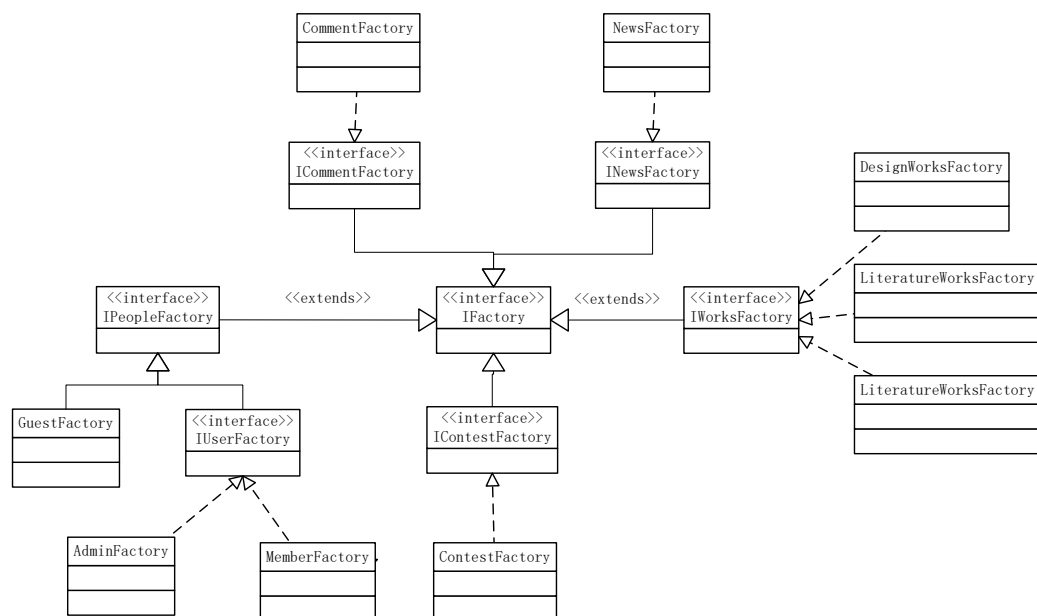 CommentFactory
NewsFactory
<<interface>>
ICommentFactory
<<interface>>
INewsFactory
DesignWorksFactory
<<interface>>
IPeopleFactory
<<extends>>
<<interface>>
IFactory
<<extends>>
<<interface>>
IWorksFactory
LiteratureWorksFactory
LiteratureWorksFactory
GuestFactory
<<interface>>
IUserFactory
<<interface>>
IContestFactory
AdminFactory
MemberFactory
ContestFactory